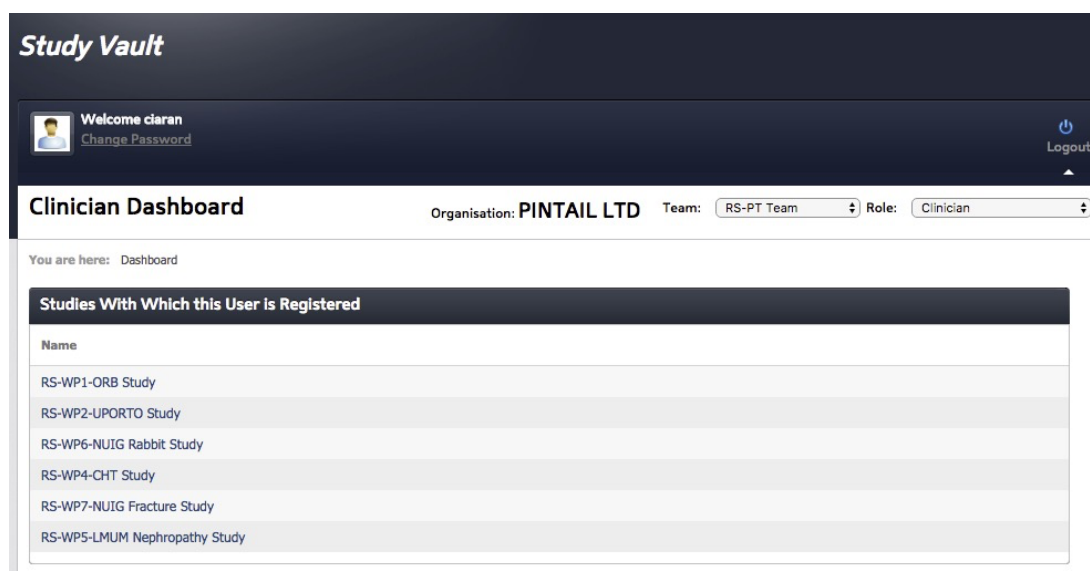 Study Vault
Welcome ciaran
Change Password
Logout
Clinician Dashboard Organisation: PINTAIL LTD Team: RS-PT Team Role: Clinician
You are here: Dashboard
Studies With Which this User is Registered
Name
RS-WP1-ORB Study
RS-WP2-UPORTO Study
RS-WP6-NUIG Rabbit Study
RS-WP4-CHT Study
RS-WP7-NUIG Fracture Study
RS-WP5-LMUM Nephropathy Study